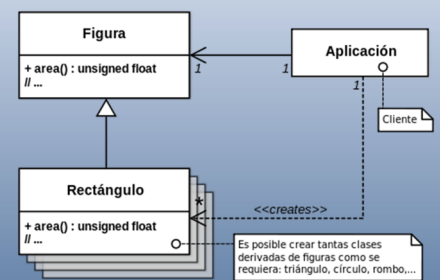 Figura
+ area() : unsigned float
// ...
Aplicación
1
1
1
Cliente
Rectángulo
+ area() : unsigned float
// ...
*
<<creates>>
Es posible crear tantas clases
derivadas de figuras como se
requiera: triángulo, círculo, rombo,...